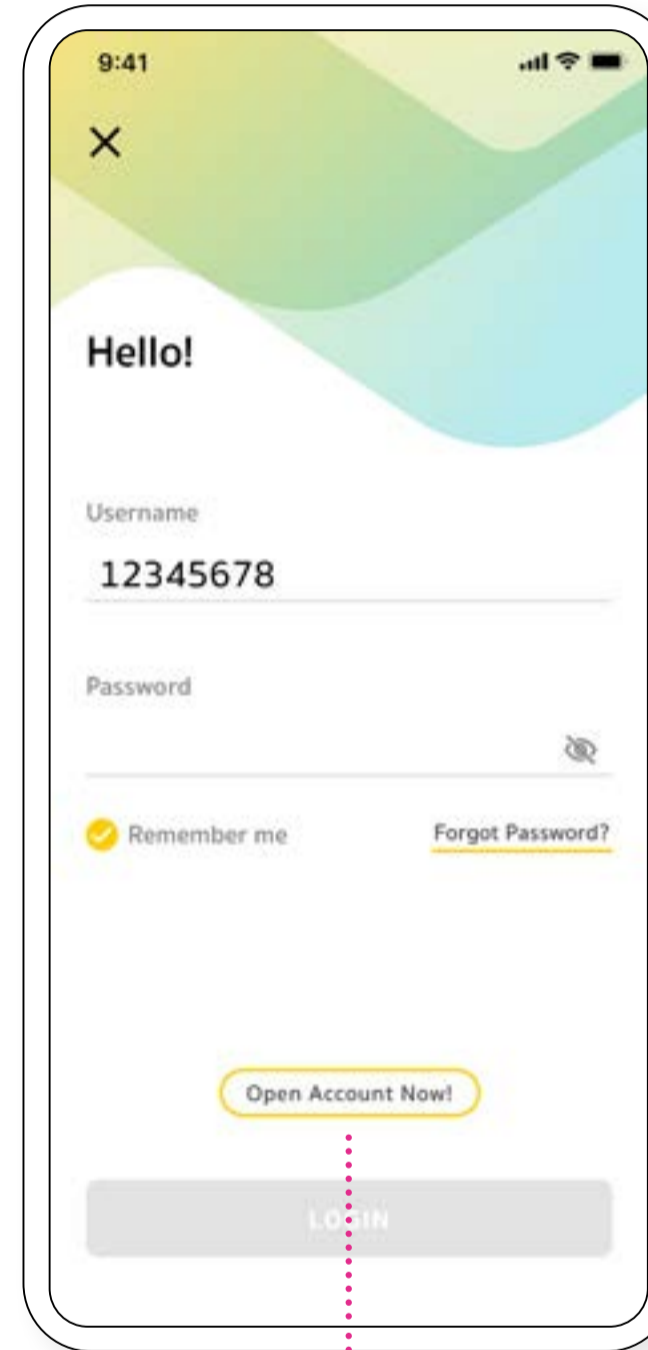 9:41
Hello!
Username
12345678
Password
Remember me
Forgot Password?
Open Account Now!
LOGIN